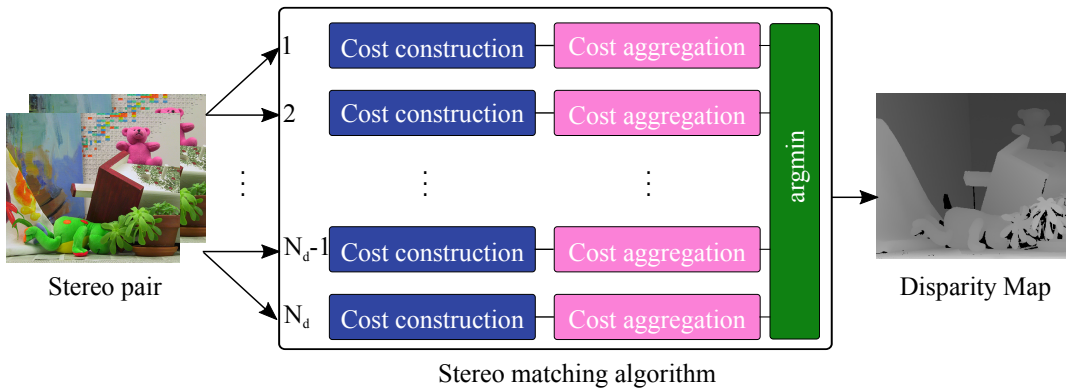 1 Cost construction Cost aggregation
2 Cost construction Cost aggregation
argmin
N_d-1 Cost construction Cost aggregation
N_d Cost construction Cost aggregation
Stereo pair
Disparity Map
Stereo matching algorithm